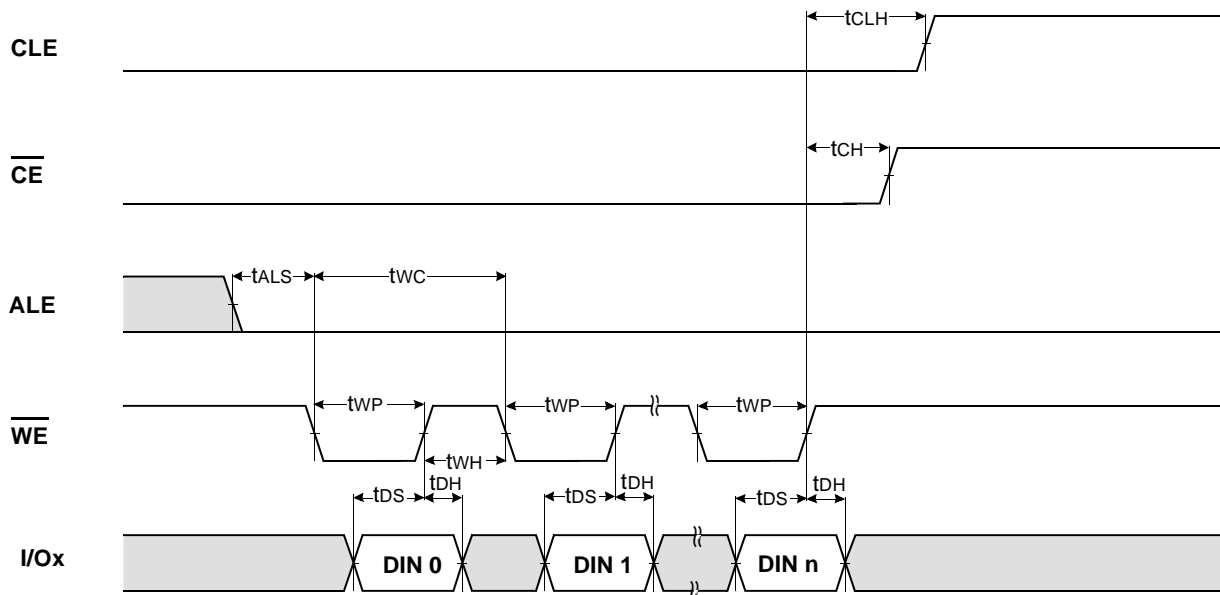 tCLH
CLE
tCH
CE
tALS
tWC
ALE
tWP
tWP
tWP
WE
tWH
tDS
tDH
tDS
tDH
tDS
tDH
I/Ox
DIN 0
DIN 1
DIN n